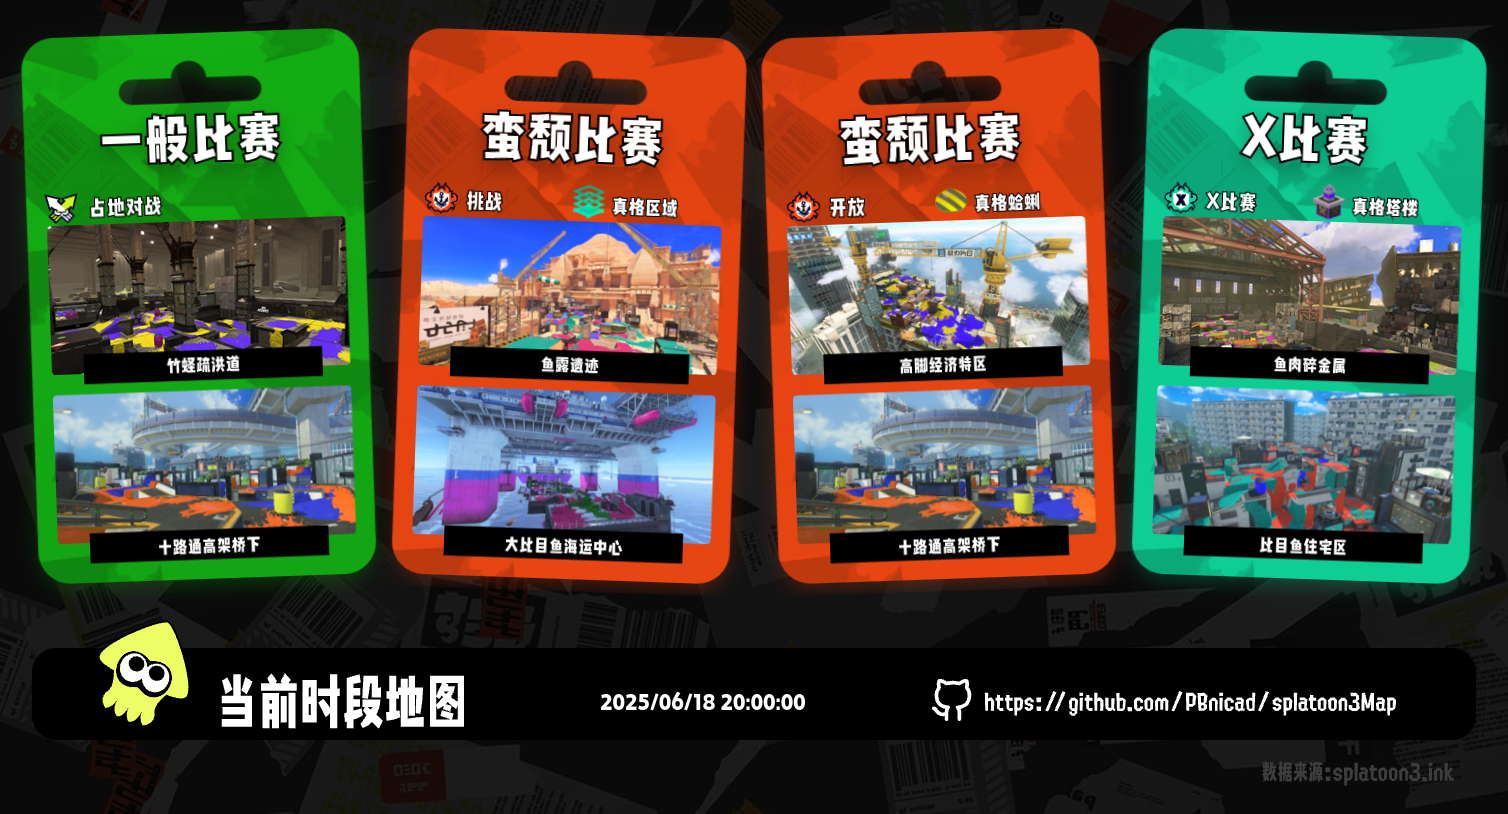 一般比赛
占地对战
竹蛏疏洪道
十路通高架桥下
蛮颓比赛
挑战
真格区域
鱼露遗迹
大比目鱼海运中心
蛮颓比赛
开放
真格蛤蜊
高脚经济特区
十路通高架桥下
X比赛
X比赛
真格塔楼
鱼肉碎金属
比目鱼住宅区
当前时段地图
2025/06/18 20:00:00
https://github.com/PBnicad/splatoon3Map
数据来源:splatoon3.ink